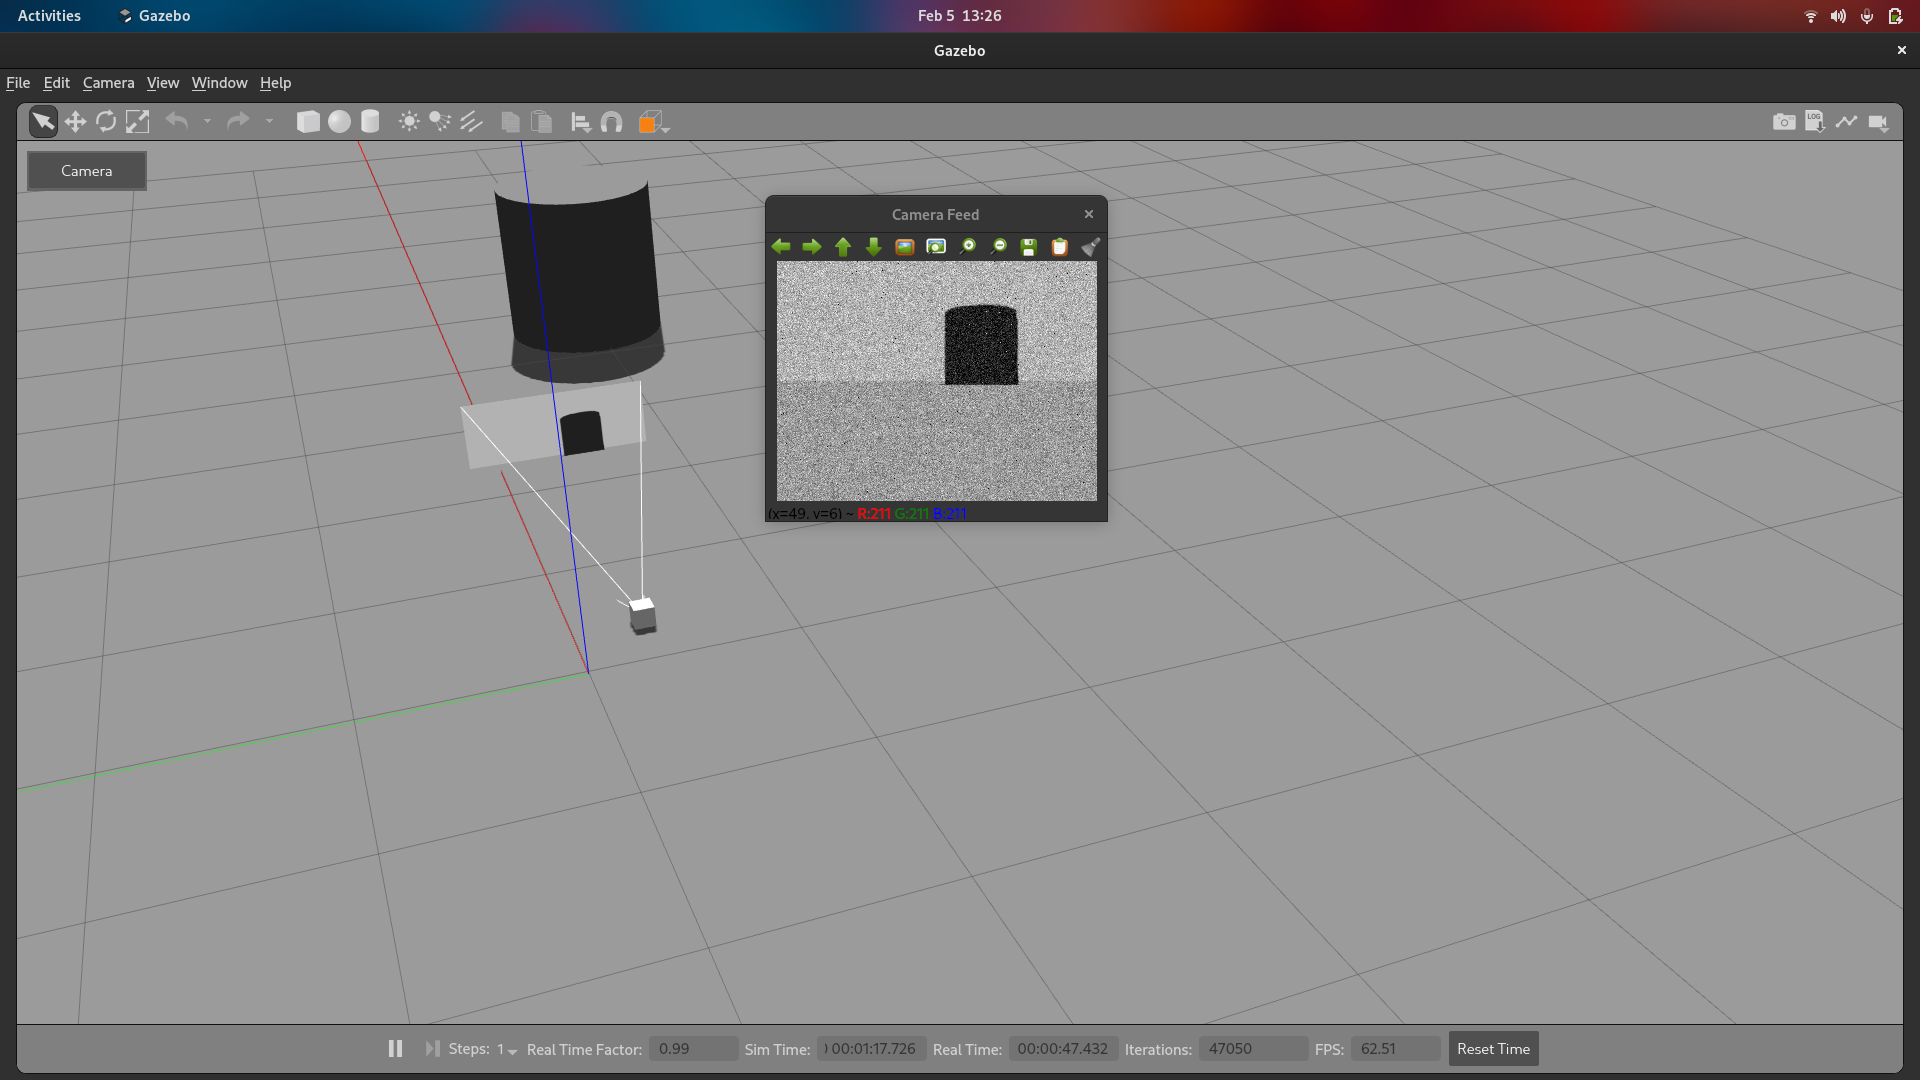 Activities Gazebo Feb 5 13:26
Gazebo
File Edit Camera View Window Help
LOG
Camera
Camera Feed
(x=49, y=6) ~ R:211 G:211 B:211
Steps: 1 Real Time Factor: 0.99 Sim Time: 00:01:17.726 Real Time: 00:00:47.432 Iterations: 47050 FPS: 62.51 Reset Time